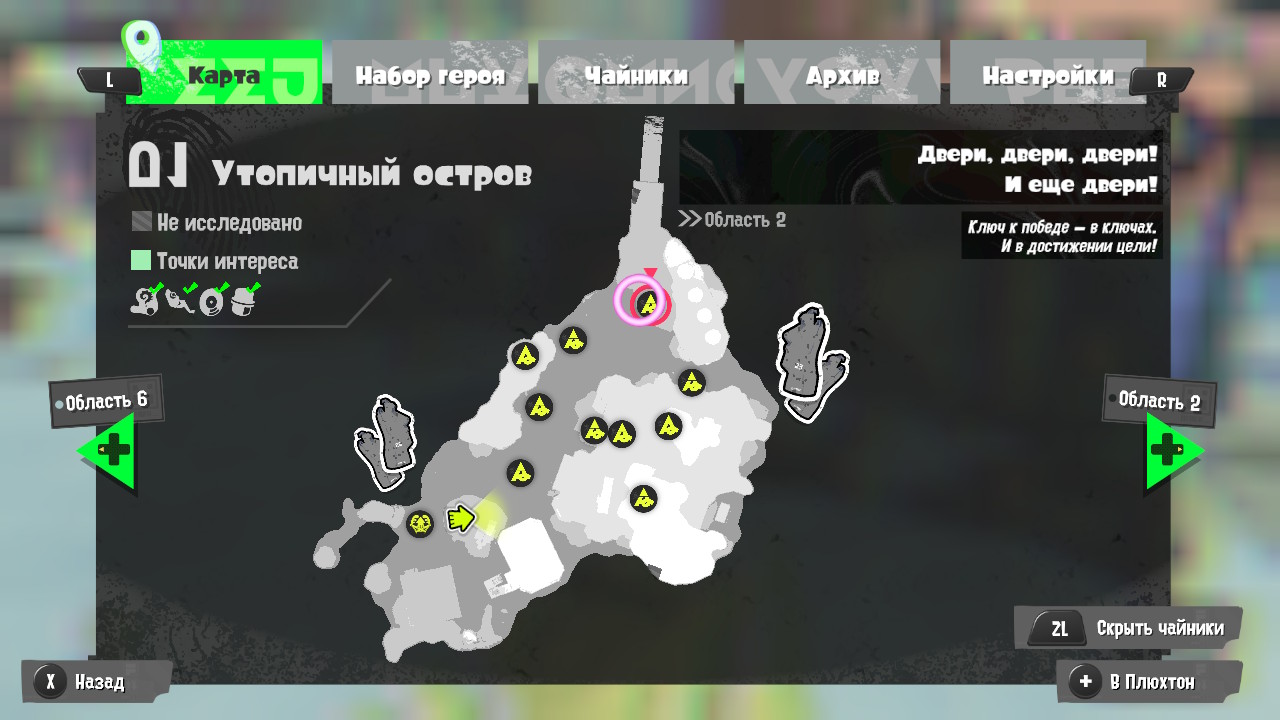 L
Карта
Набор героя
Чайники
Архив
Настройки
R
01 Утопичный остров
Двери, двери, двери!
И еще двери!
Не исследовано
Область 2
Ключ к победе – в ключах.
И в достижении цели!
Точки интереса
Область 6
Область 2
ZL Скрыть чайники
X Назад
+ В Плюхтон